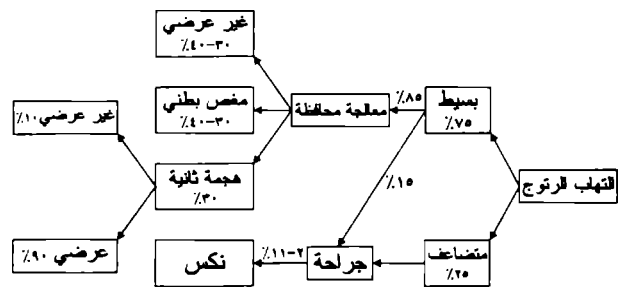 التهاب الرتوج
بسيط
٧٥٪
متضاعف
٢٥٪
٨٥٪
١٥٪
معالجة محافظة
جراحة
غير عرضي
٣٠-٤٠٪
مغص بطني
٣٠-٤٠٪
هجمة ثانية
٣٠٪
٢-١١٪
نكس
غير عرضي ١٠٪
عرضي ٩٠٪